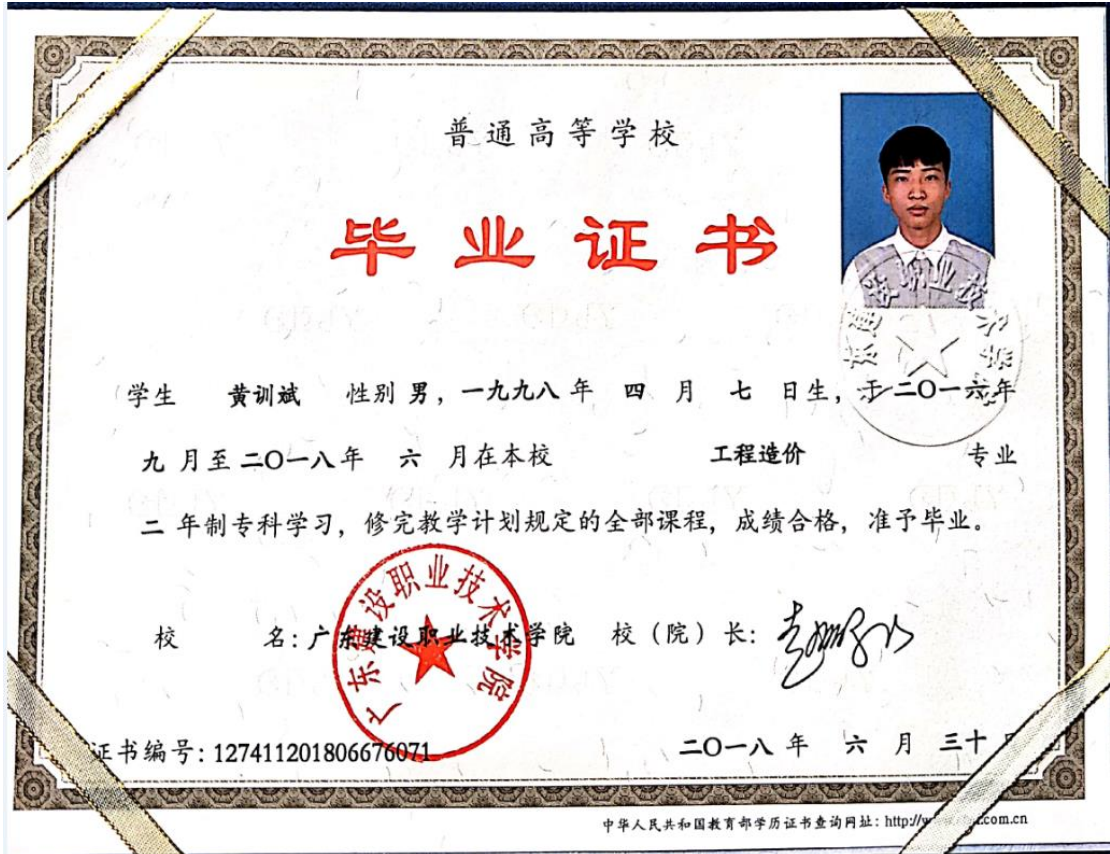 普通高等学校
毕业证书
学生 黄训斌 性别 男，一九九八 年 四 月 七 日生，于 二〇一六 年
九 月至 二〇一八 年 六 月在本校 工程造价 专业
二 年制专科学习，修完教学计划规定的全部课程，成绩合格，准予毕业。
校 名：广东建设职业技术学院 校（院）长：
广东建设职业技术学院
证书编号：127411201806676071
二〇一八 年 六 月 三十
中华人民共和国教育部学历证书查询网址：http://
.com.cn